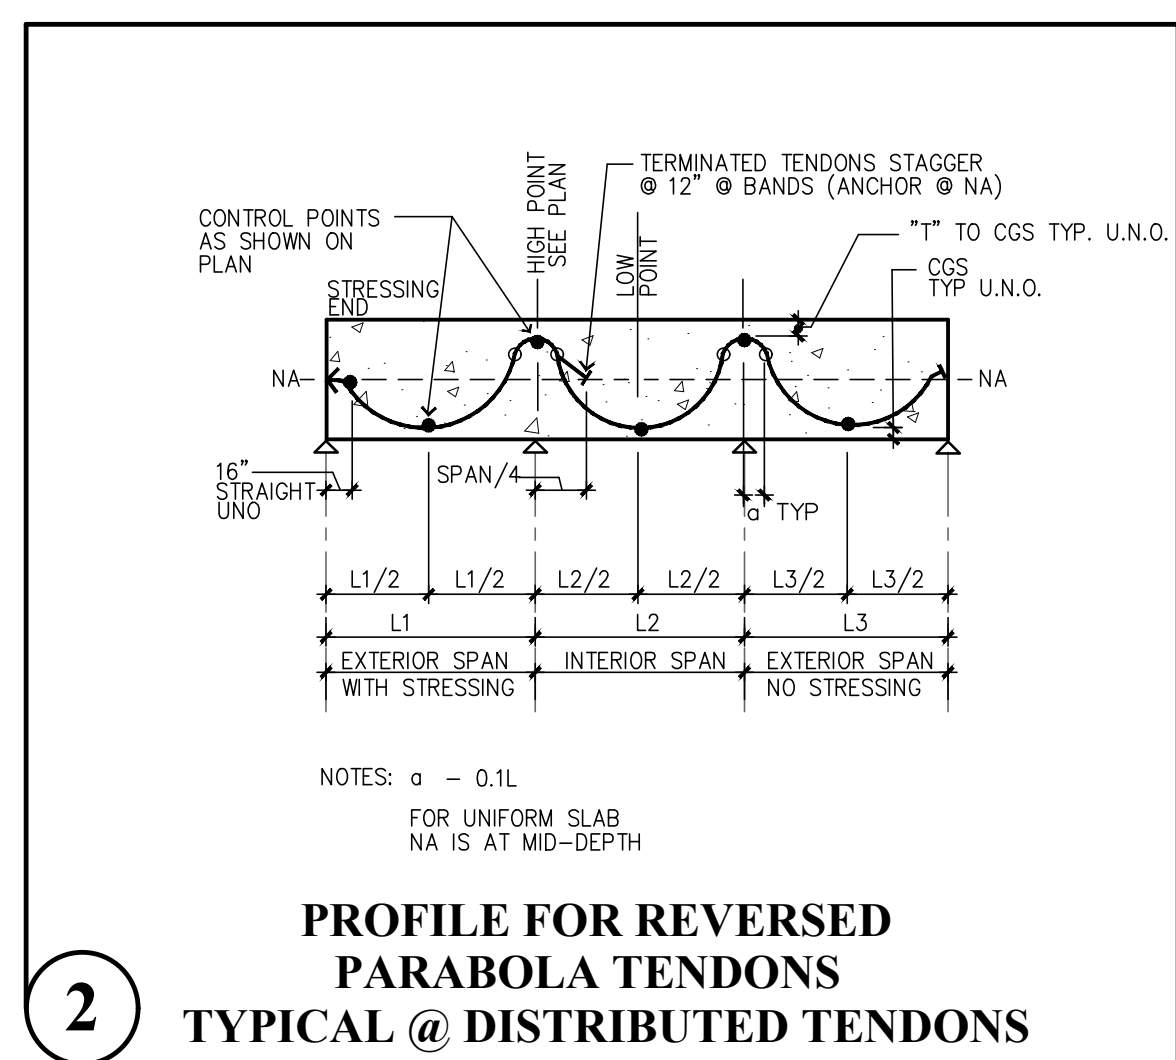 TERMINATED TENDONS STAGGER
@ 12" @ BANDS (ANCHOR @ NA)
HIGH POINT
SEE PLAN
LOW
POINT
CONTROL POINTS
AS SHOWN ON
PLAN
"T" TO CGS TYP. U.N.O.
CGS
TYP U.N.O.
STRESSING
END
NA
NA
16"
STRAIGHT
UNO
SPAN/4
a TYP
L1/2 L1/2 L2/2 L2/2 L3/2 L3/2
L1 L2 L3
EXTERIOR SPAN INTERIOR SPAN EXTERIOR SPAN
WITH STRESSING NO STRESSING
NOTES: a - 0.1L
FOR UNIFORM SLAB
NA IS AT MID-DEPTH
PROFILE FOR REVERSED
PARABOLA TENDONS
2 TYPICAL @ DISTRIBUTED TENDONS